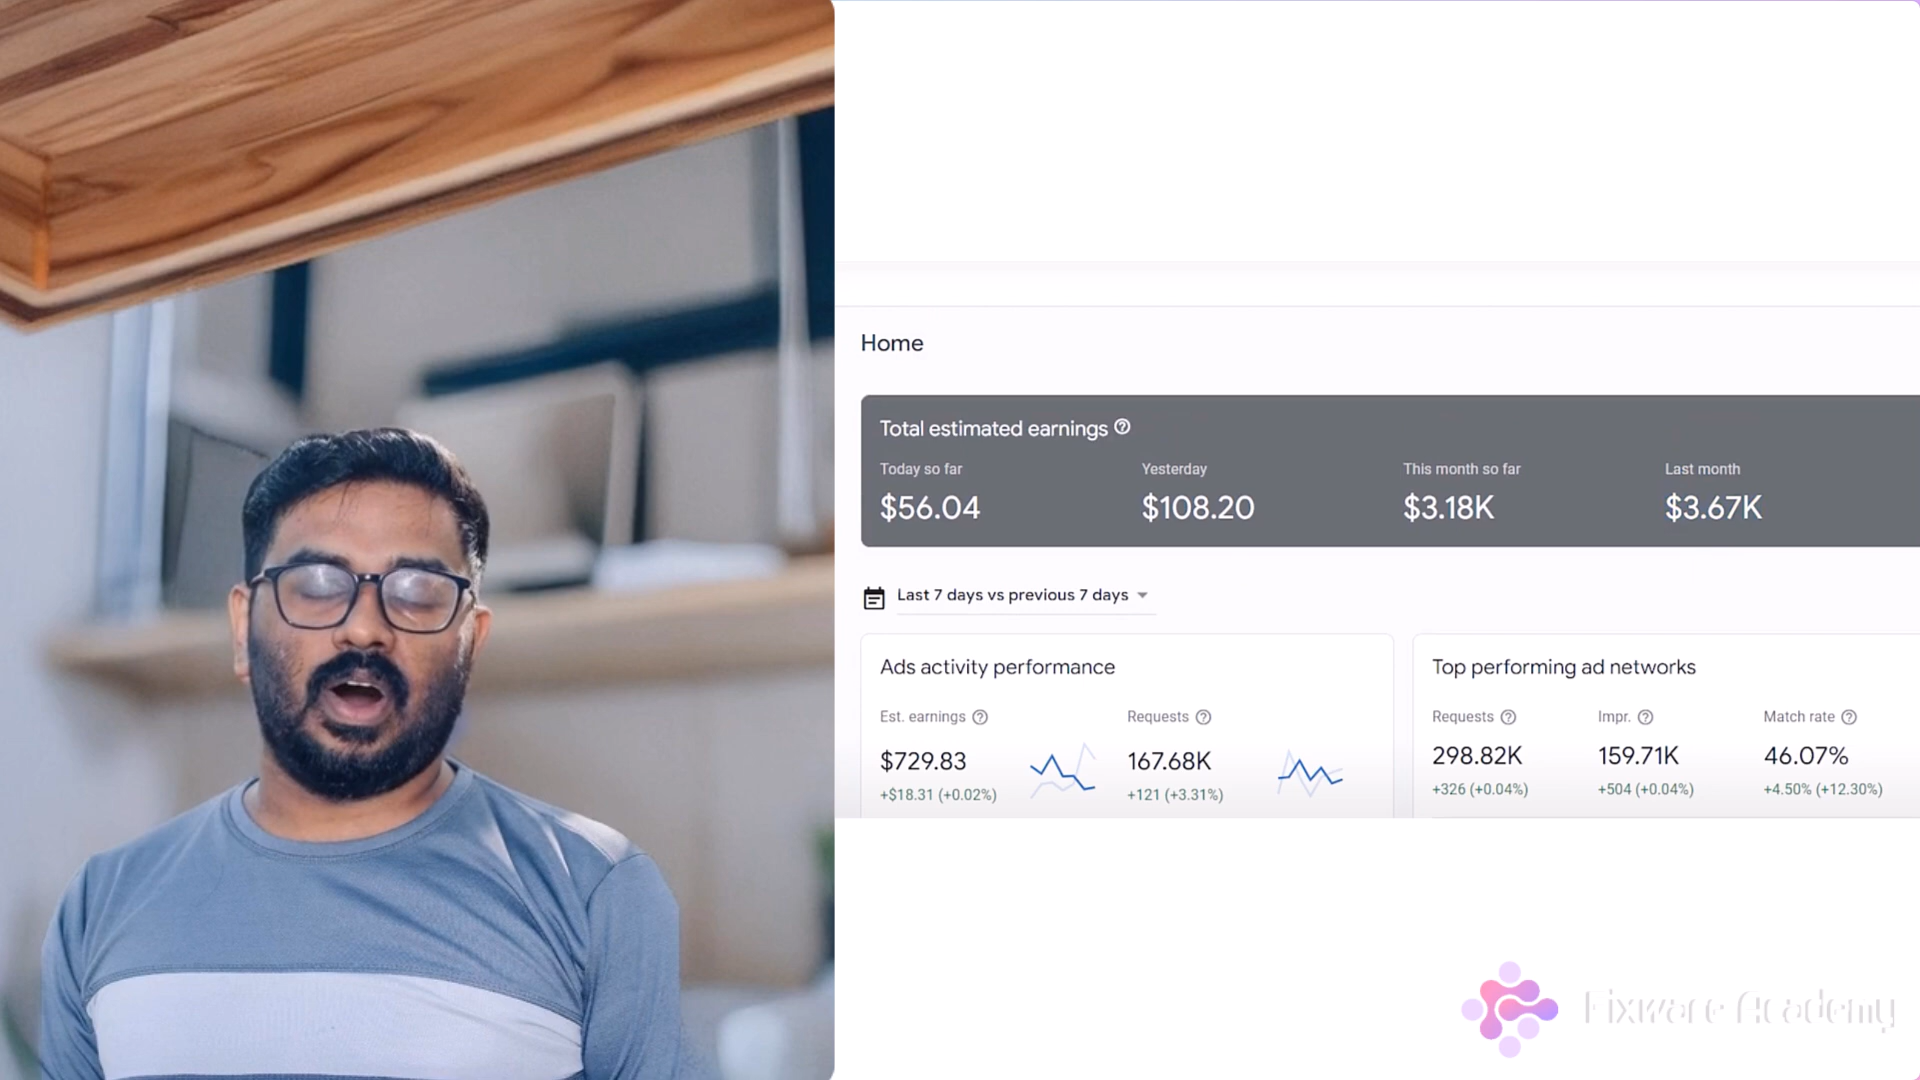 Home
Total estimated earnings
Today so far
Yesterday
This month so far
Last month
$56.04
$108.20
$3.18K
$3.67K
Last 7 days vs previous 7 days
Ads activity performance
Est. earnings
Requests
$729.83
167.68K
+$18.31 (+0.02%)
+121 (+3.31%)
Top performing ad networks
Requests
Impr.
Match rate
298.82K
159.71K
46.07%
+326 (+0.04%)
+504 (+0.04%)
+4.50% (+12.30%)
Fixware Academy